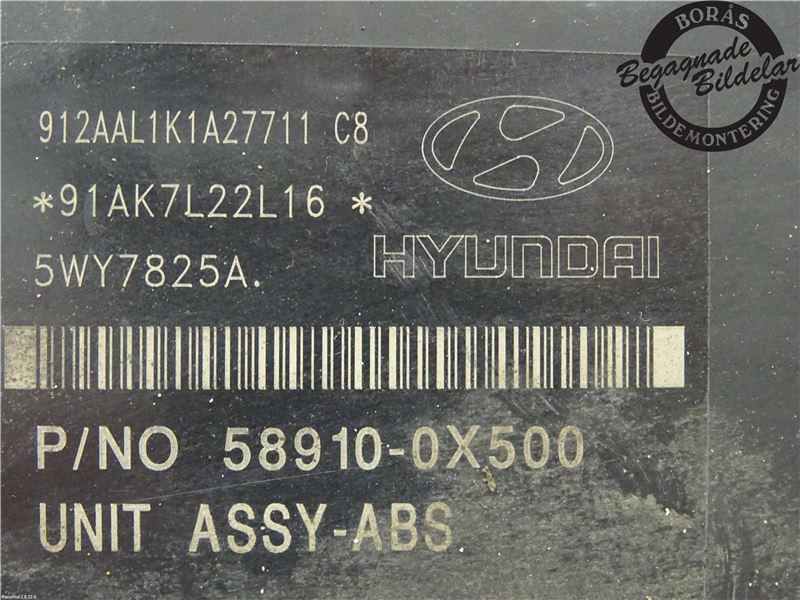 BORÅS
Begagnade
Bildelar
BILDEMONTERING
912AAL1K1A27711 C8
*91AK7L22L16 *
HYUNDAI
5WY7825A.
P/NO 58910-0X500
UNIT ASSY-ABS